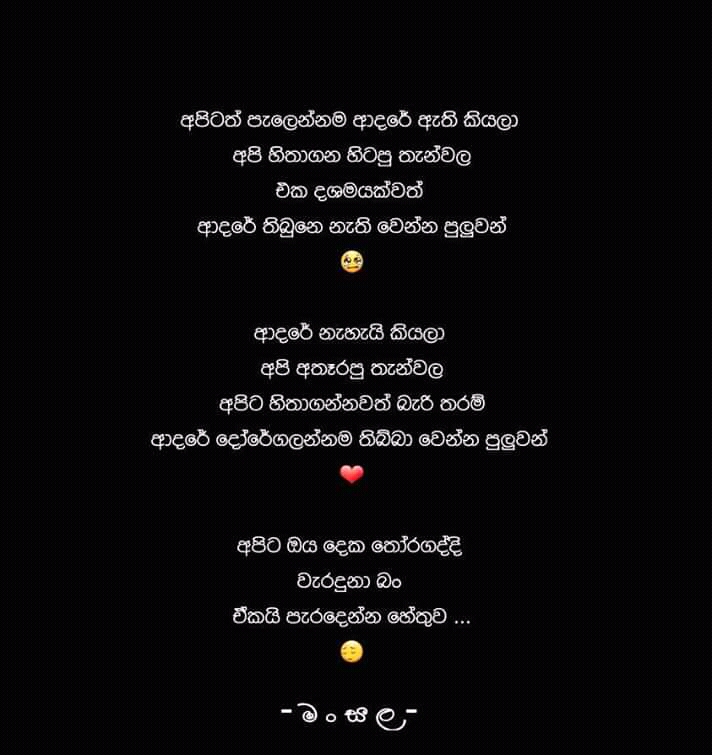 අපිටත් පැලෙන්නම ආදරේ ඇති කියලා
අපි හිතාගන හිටපු තැන්වල
එක දශමයක්වත්
ආදරේ තිබුනෙ නැති වෙන්න පුලුවන්
😢
ආදරේ නැහැයි කියලා
අපි අතෑරපු තැන්වල
අපිට හිතාගන්නවත් බැරි තරම්
ආදරේ දෝරේගලන්නම තිබ්බා වෙන්න පුලුවන්
❤
අපිට ඔය දෙක තෝරගද්දි
වැරදුනා බං
ඒකයි පැරදෙන්න හේතුව ...
😔
- ම ං ස ල -